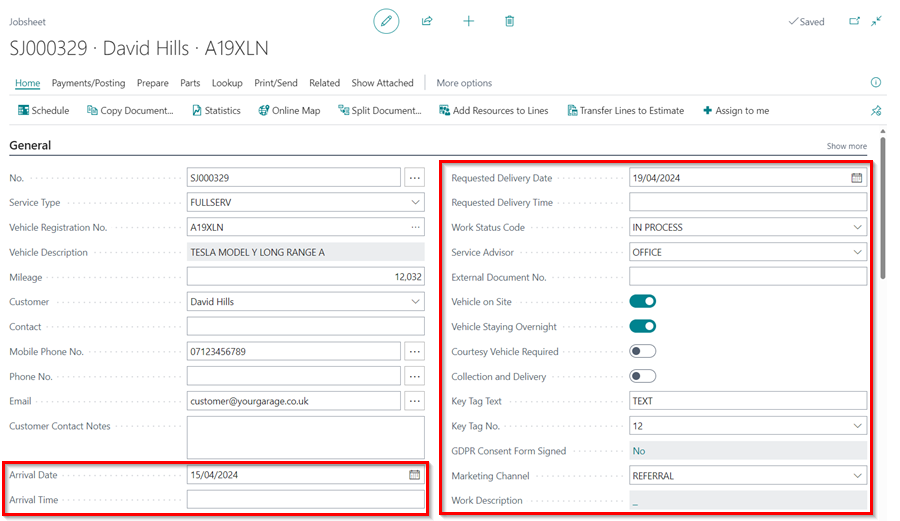 Jobsheet
Saved
SJ000329 · David Hills · A19XLN
Home Payments/Posting Prepare Parts Lookup Print/Send Related Show Attached More options
Schedule Copy Document... Statistics Online Map Split Document... Add Resources to Lines Transfer Lines to Estimate Assign to me
General
Show more
No. SJ000329
Service Type FULLSERV
Vehicle Registration No. A19XLN
Vehicle Description TESLA MODEL Y LONG RANGE A
Mileage 12,032
Customer David Hills
Contact
Mobile Phone No. 07123456789
Phone No.
Email customer@yourgarage.co.uk
Customer Contact Notes
Arrival Date 15/04/2024
Arrival Time
Requested Delivery Date 19/04/2024
Requested Delivery Time
Work Status Code IN PROCESS
Service Advisor OFFICE
External Document No.
Vehicle on Site
Vehicle Staying Overnight
Courtesy Vehicle Required
Collection and Delivery
Key Tag Text TEXT
Key Tag No. 12
GDPR Consent Form Signed No
Marketing Channel REFERRAL
Work Description _